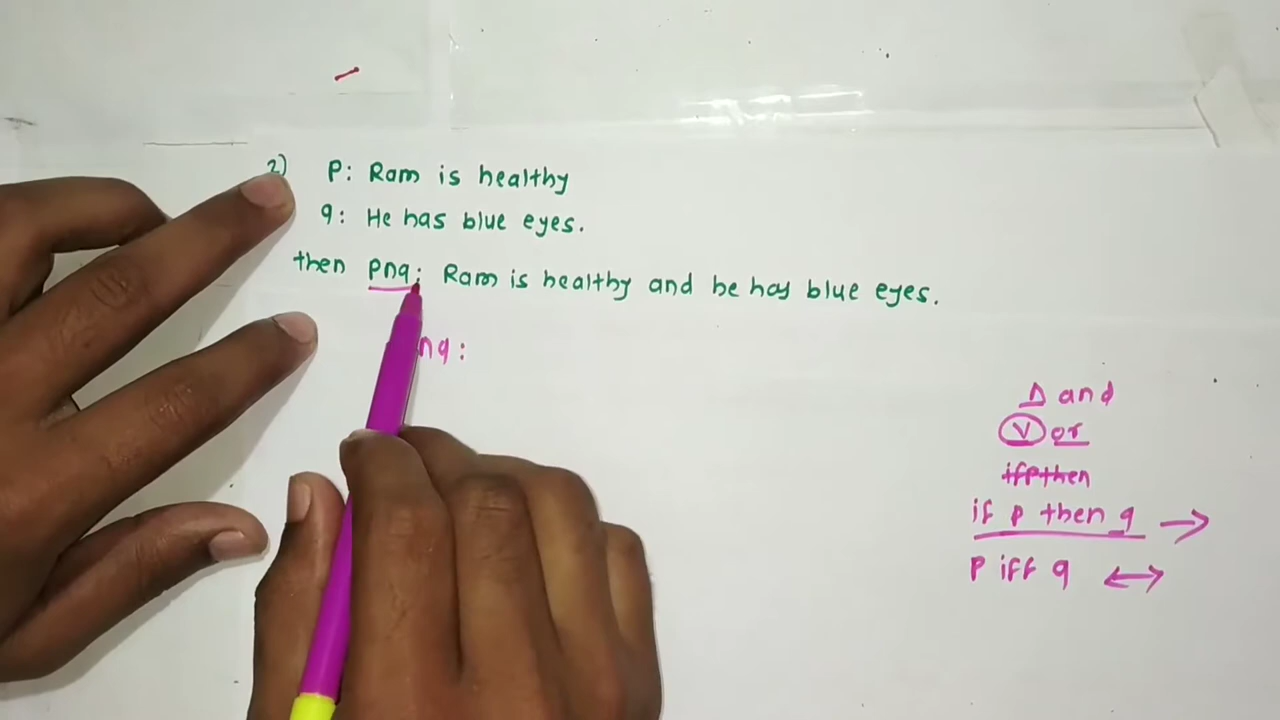 2) P: Ram is healthy
q: He has blue eyes.
then p∧q: Ram is healthy and he has blue eyes.
∧q:
∧ and
∨ or
if p then
if p then q →
P iff q ↔